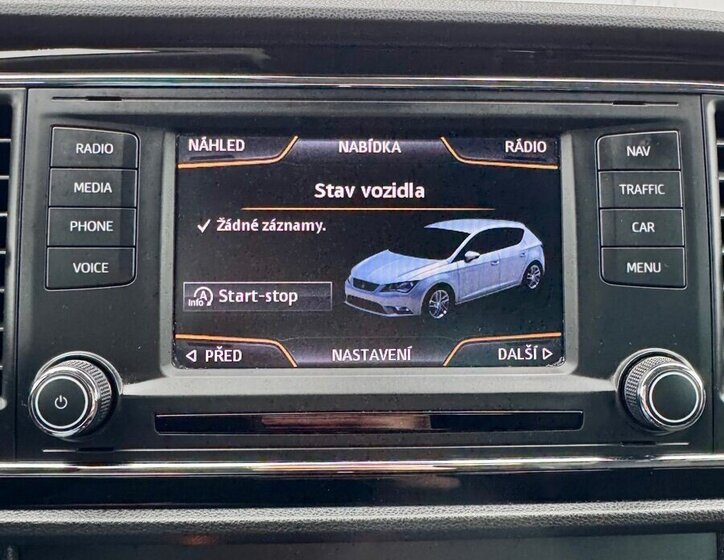 RADIO
MEDIA
PHONE
VOICE
NÁHLED NABÍDKA RÁDIO
Stav vozidla
✓ Žádné záznamy.
A
Info
Start-stop
◁ PŘED NASTAVENÍ DALŠÍ ▷
NAV
TRAFFIC
CAR
MENU